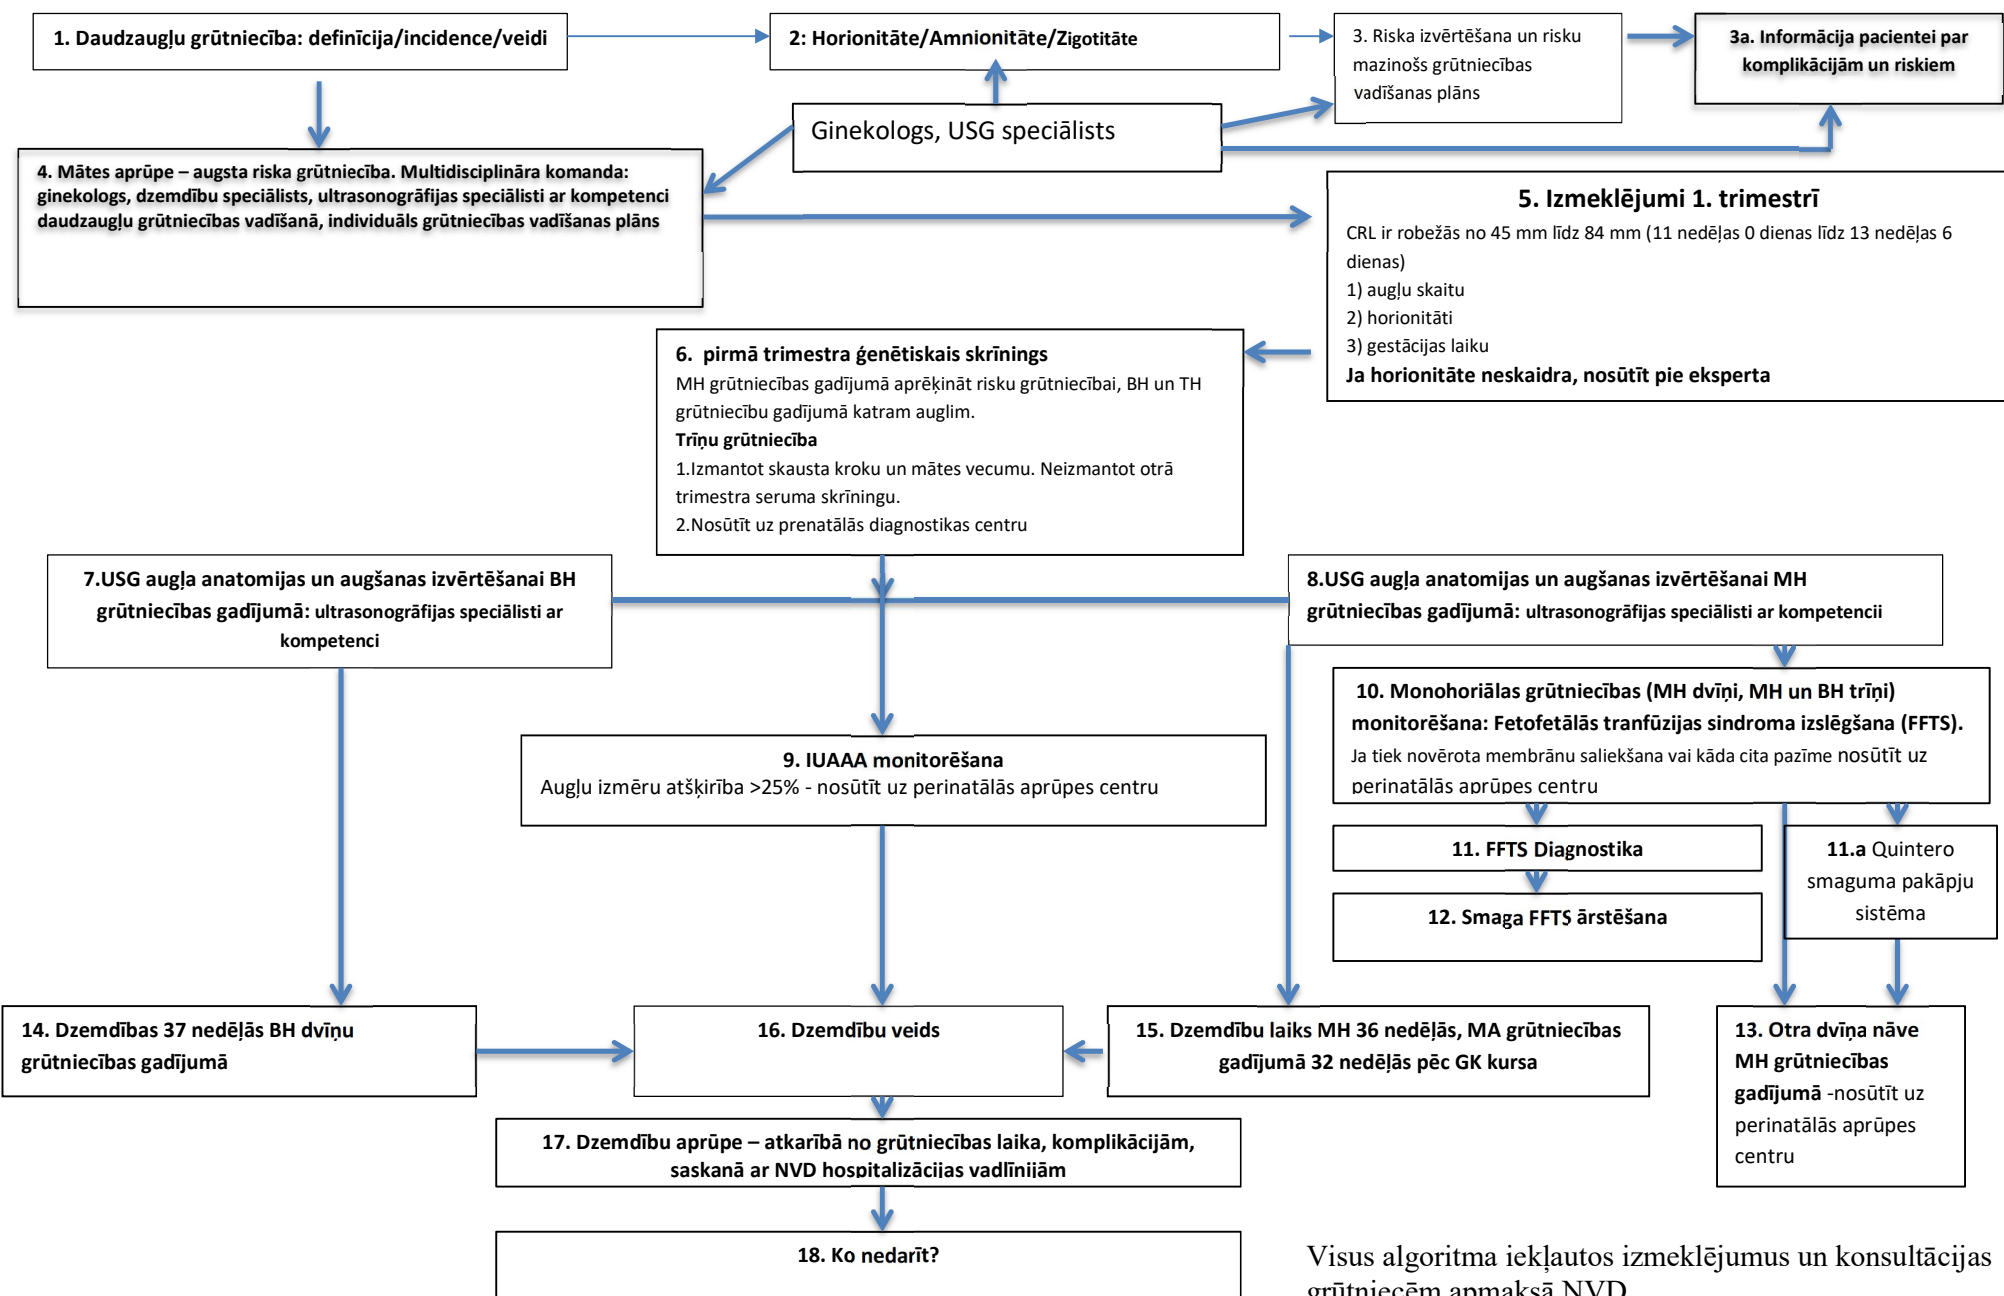 1. Daudzaugļu grūtniecība: definīcija/incidence/veidi
2: Horionitāte/Amnionitāte/Zigotitāte
3. Riska izvērtēšana un risku
mazinošs grūtniecības
vadīšanas plāns
3a. Informācija pacientei par
komplikācijām un riskiem
Ginekologs, USG speciālists
4. Mātes aprūpe – augsta riska grūtniecība. Multidisciplināra komanda:
ginekologs, dzemdību speciālists, ultrasonogrāfijas speciālisti ar kompetenci
daudzaugļu grūtniecības vadīšanā, individuāls grūtniecības vadīšanas plāns
5. Izmeklējumi 1. trimestrī
CRL ir robežās no 45 mm līdz 84 mm (11 nedēļas 0 dienas līdz 13 nedēļas 6
dienas)
1) augļu skaitu
2) horionitāti
3) gestācijas laiku
Ja horionitāte neskaidra, nosūtīt pie eksperta
6. pirmā trimestra ģenētiskais skrīnings
MH grūtniecības gadījumā aprēķināt risku grūtniecībai, BH un TH
grūtniecību gadījumā katram auglim.
Trīņu grūtniecība
1.Izmantot skausta kroku un mātes vecumu. Neizmantot otrā
trimestra seruma skrīningu.
2.Nosūtīt uz prenatālās diagnostikas centru
7.USG augļa anatomijas un augšanas izvērtēšanai BH
grūtniecības gadījumā: ultrasonogrāfijas speciālisti ar
kompetenci
8.USG augļa anatomijas un augšanas izvērtēšanai MH
grūtniecības gadījumā: ultrasonogrāfijas speciālisti ar kompetencii
10. Monohoriālas grūtniecības (MH dvīņi, MH un BH trīņi)
monitorēšana: Fetofetālās tranfūzijas sindroma izslēgšana (FFTS).
Ja tiek novērota membrānu saliekšana vai kāda cita pazīme nosūtīt uz
perinatālās aprūpes centru
9. IUAAA monitorēšana
Augļu izmēru atšķirība >25% - nosūtīt uz perinatālās aprūpes centru
11. FFTS Diagnostika
11.a Quintero
smaguma pakāpju
sistēma
12. Smaga FFTS ārstēšana
14. Dzemdības 37 nedēļās BH dvīņu
grūtniecības gadījumā
16. Dzemdību veids
15. Dzemdību laiks MH 36 nedēļās, MA grūtniecības
gadījumā 32 nedēļās pēc GK kursa
13. Otra dvīņa nāve
MH grūtniecības
gadījumā -nosūtīt uz
perinatālās aprūpes
centru
17. Dzemdību aprūpe – atkarībā no grūtniecības laika, komplikācijām,
saskanā ar NVD hospitalizācijas vadlīnijām
18. Ko nedarīt?
Visus algoritma iekļautos izmeklējumus un konsultācijas
grūtniecēm apmaksā NVD